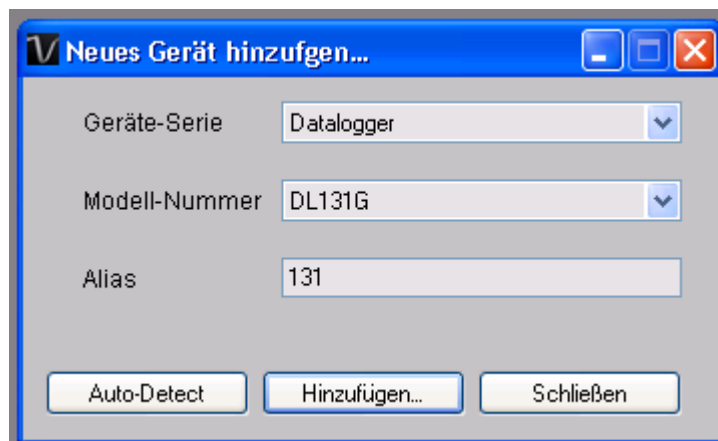 Neues Gerät hinzufgen...
Geräte-Serie Datalogger
Modell-Nummer DL131G
Alias 131
Auto-Detect Hinzufügen... Schließen